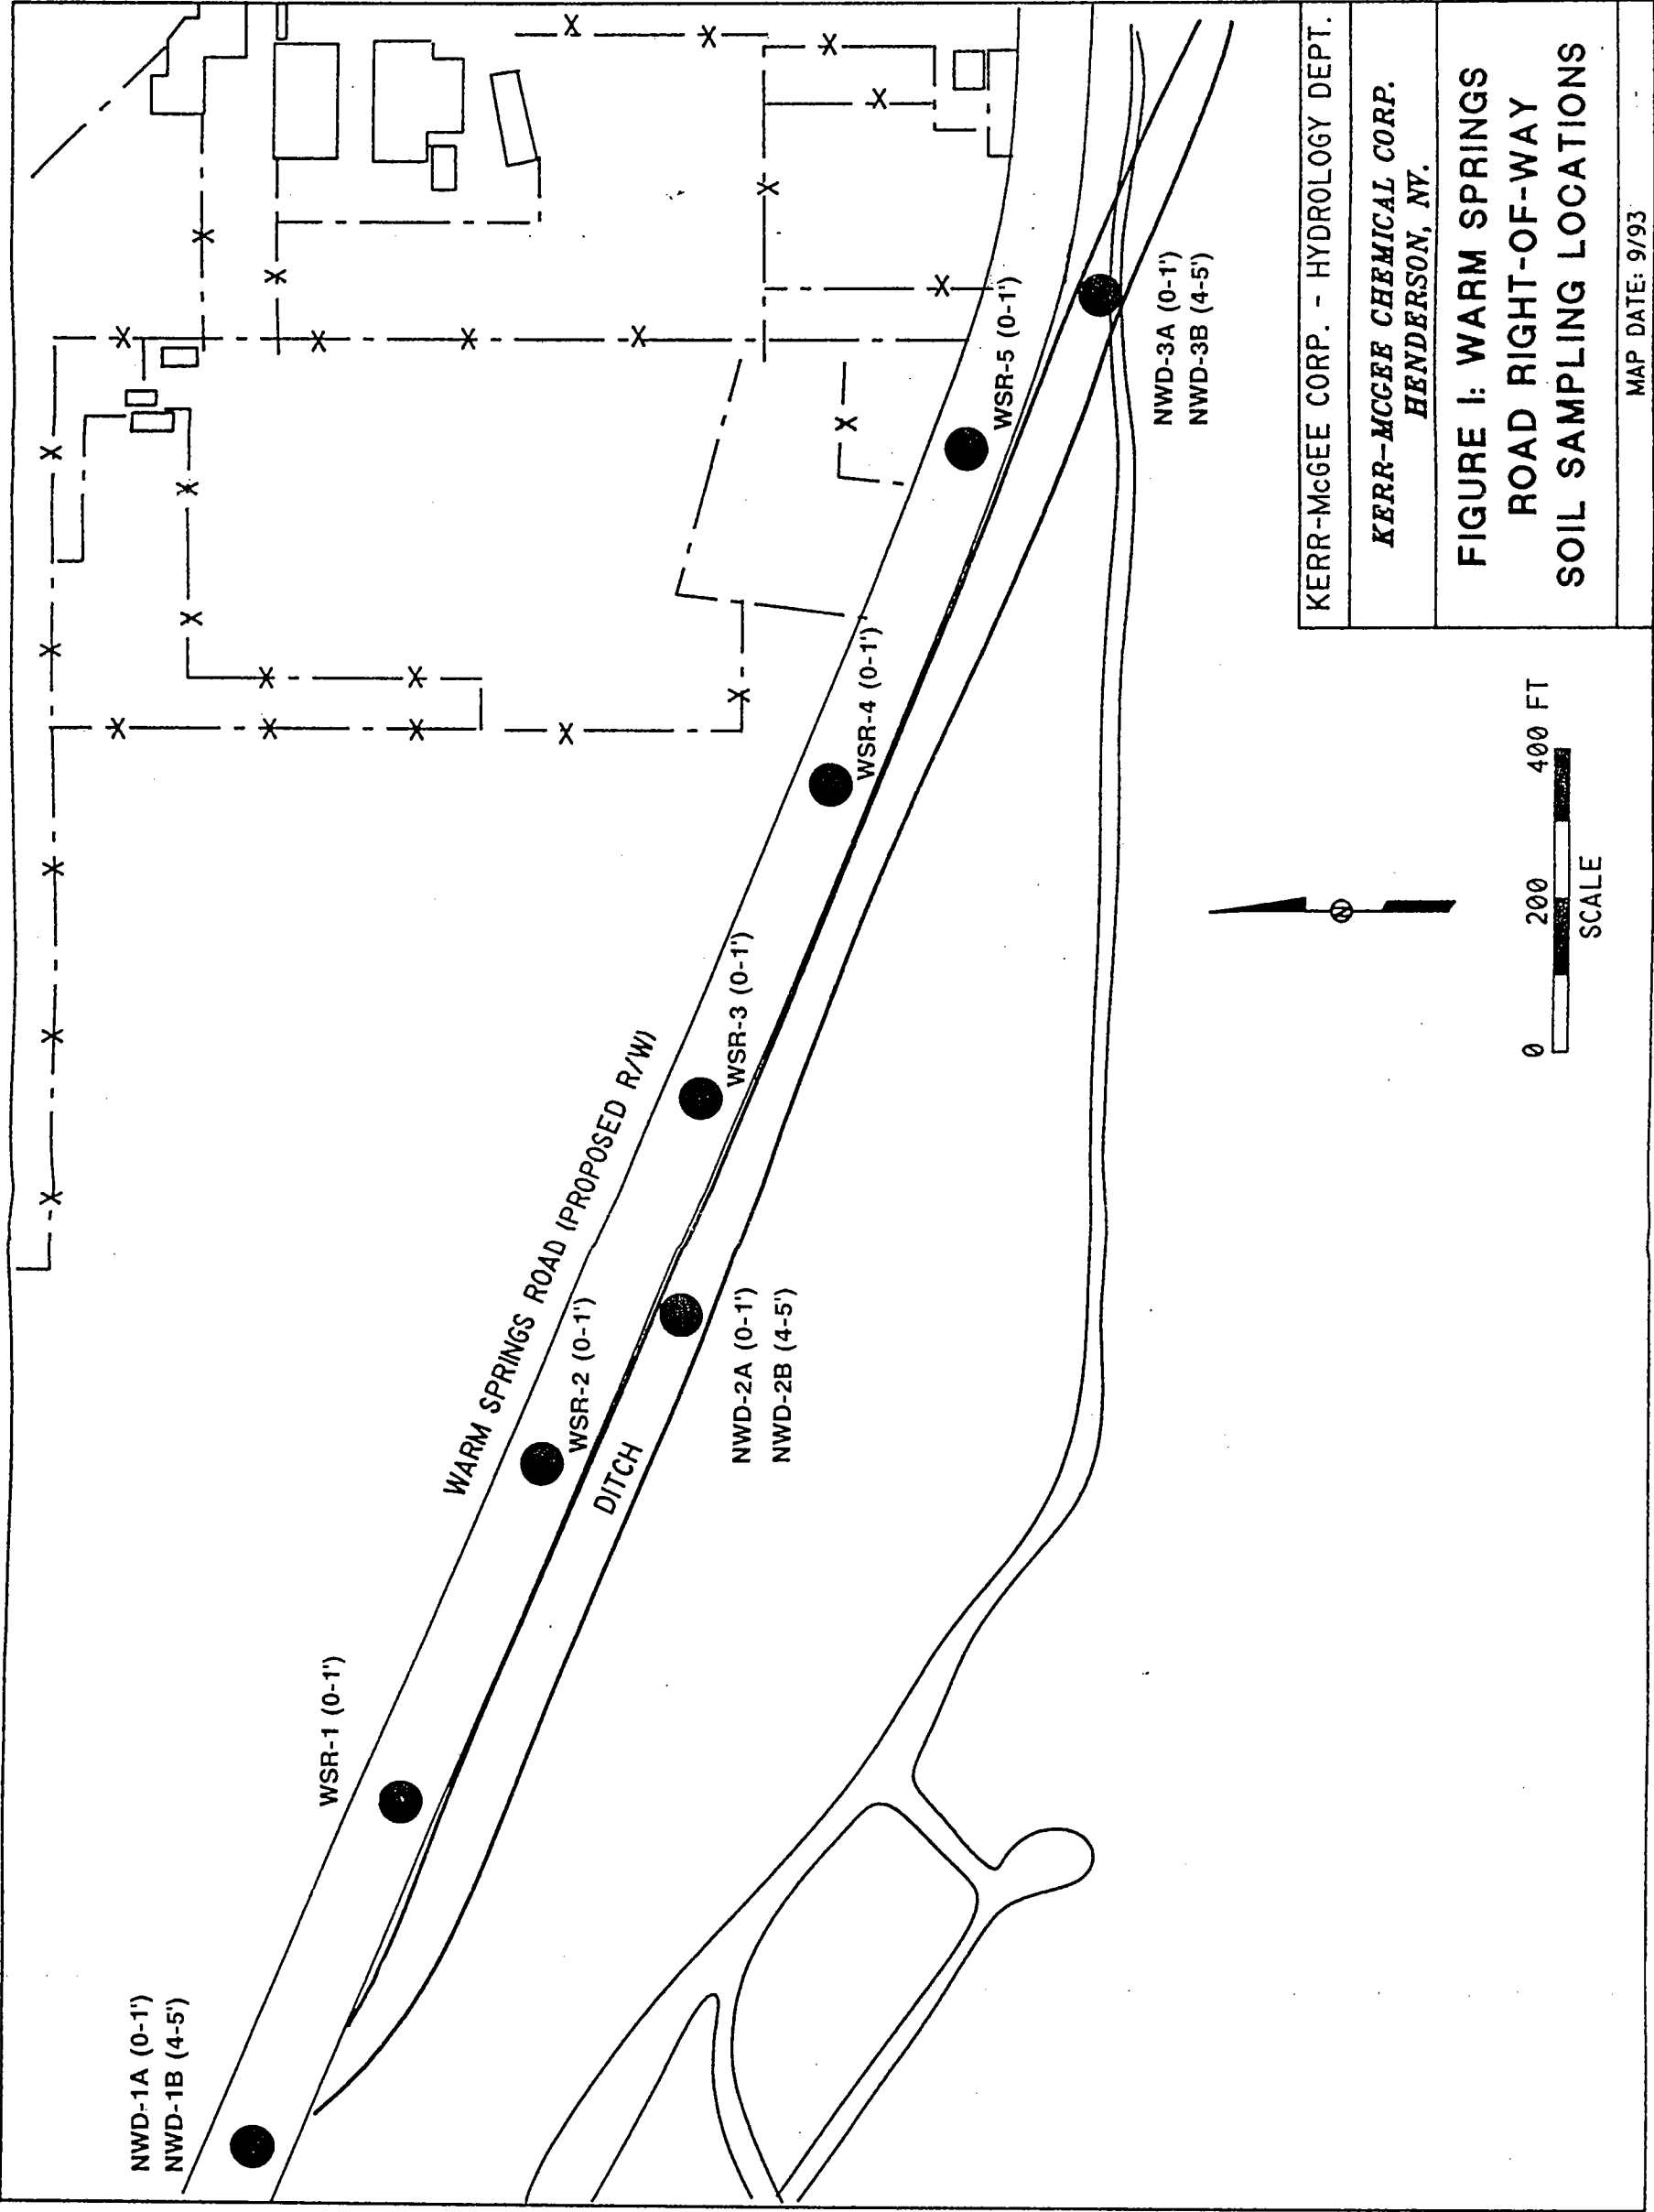 NWD-1A (0-1')
NWD-1B (4-5')
WSR-1 (0-1')
WARM SPRINGS ROAD (PROPOSED R/W)
WSR-2 (0-1')
DITCH
NWD-2A (0-1')
NWD-2B (4-5')
WSR-3 (0-1')
WSR-4 (0-1')
WSR-5 (0-1')
NWD-3A (0-1')
NWD-3B (4-5')
N
0 200 400 FT
SCALE
KERR-McGEE CORP. - HYDROLOGY DEPT.
KERR-MCGEE CHEMICAL CORP.
HENDERSON, NV.
FIGURE I: WARM SPRINGS
ROAD RIGHT-OF-WAY
SOIL SAMPLING LOCATIONS
MAP DATE: 9/93